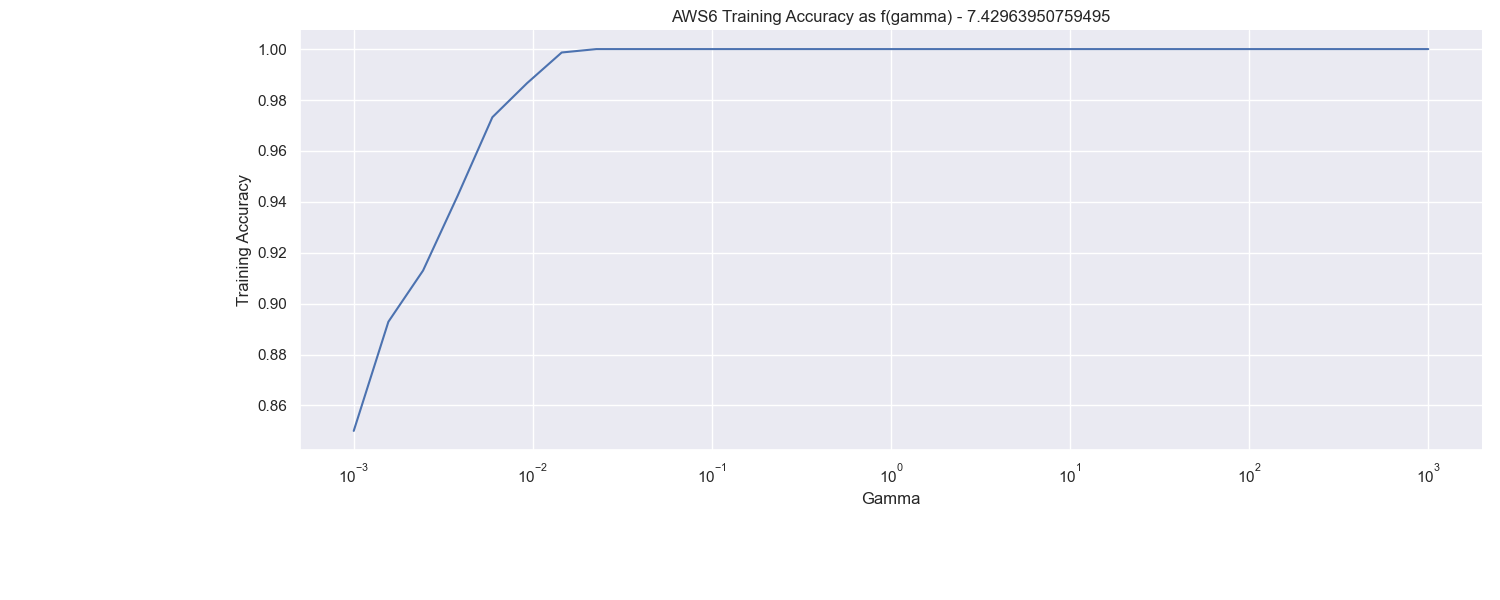 AWS6 Training Accuracy as f(gamma) - 7.42963950759495
1.00
0.98
0.96
0.94
0.92
0.90
0.88
0.86
Training Accuracy
10⁻³ 10⁻² 10⁻¹ 10⁰ 10¹ 10² 10³
Gamma